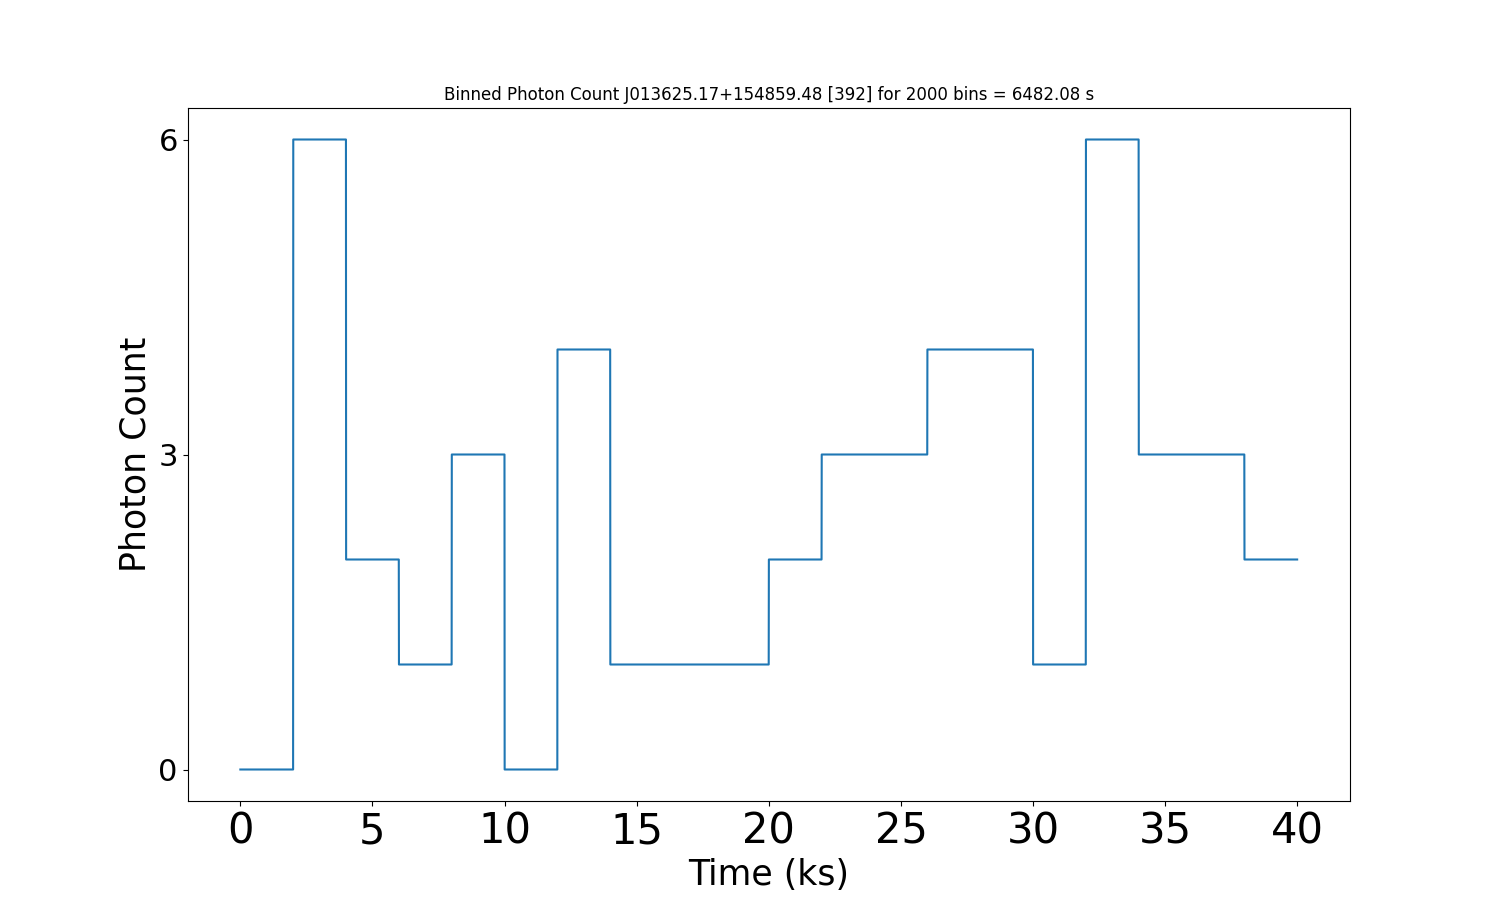 Binned Photon Count J013625.17+154859.48 [392] for 2000 bins = 6482.08 s
6
3
0
Photon Count
0 5 10 15 20 25 30 35 40
Time (ks)